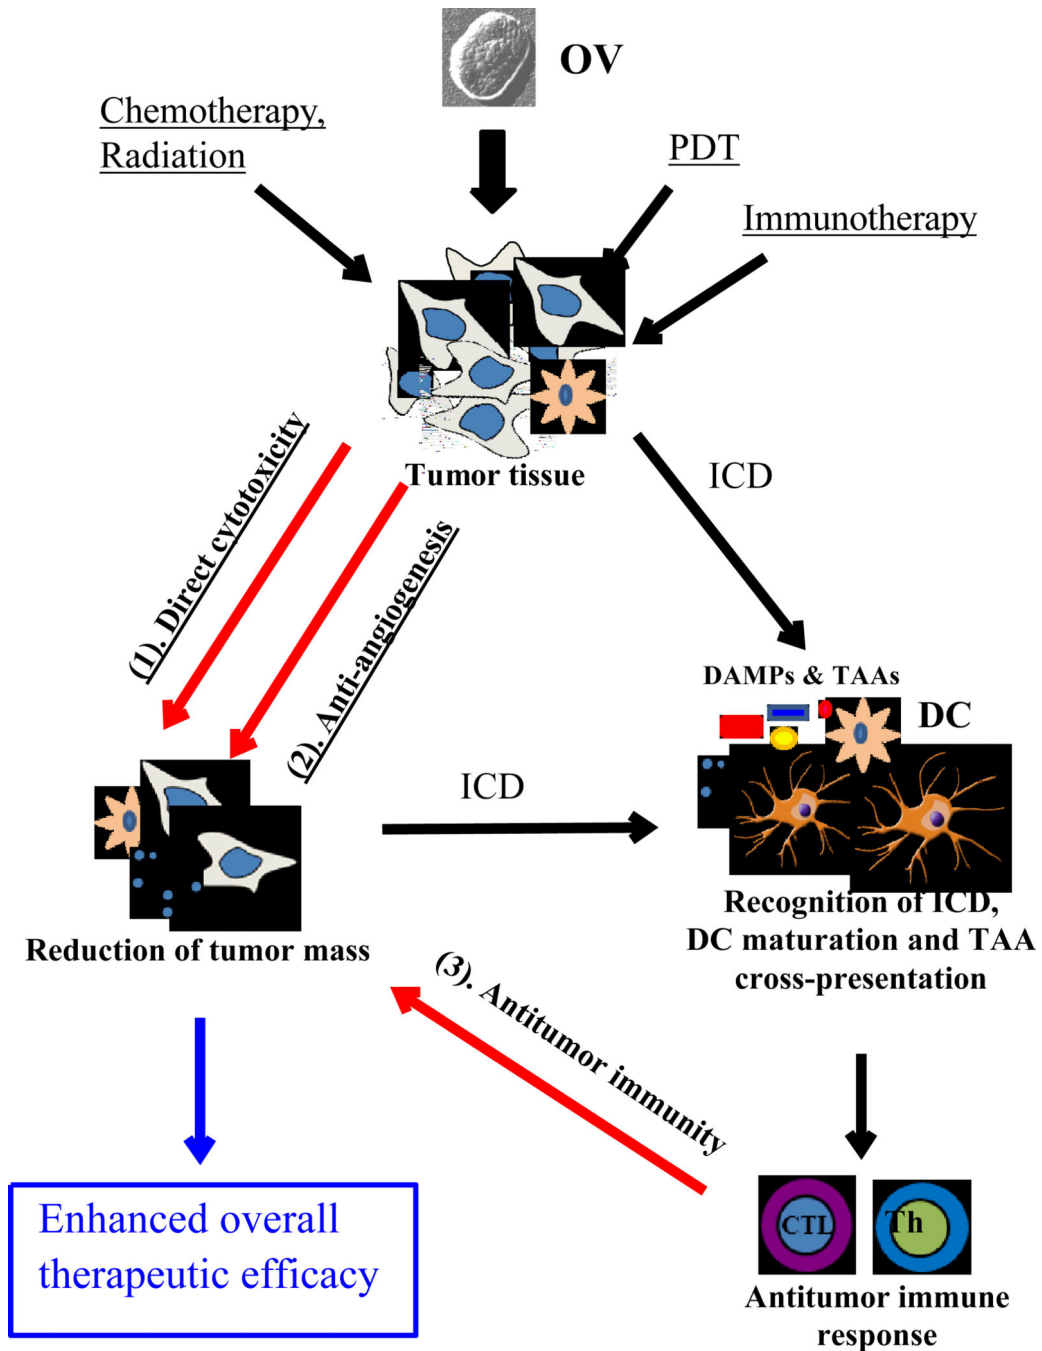 OV
Chemotherapy,
Radiation
PDT
Immunotherapy
Tumor tissue
(1). Direct cytotoxicity
(2). Anti-angiogenesis
ICD
DAMPs & TAAs
DC
ICD
Recognition of ICD,
DC maturation and TAA
cross-presentation
Reduction of tumor mass
(3). Antitumor immunity
Enhanced overall
therapeutic efficacy
CTL
Th
Antitumor immune
response